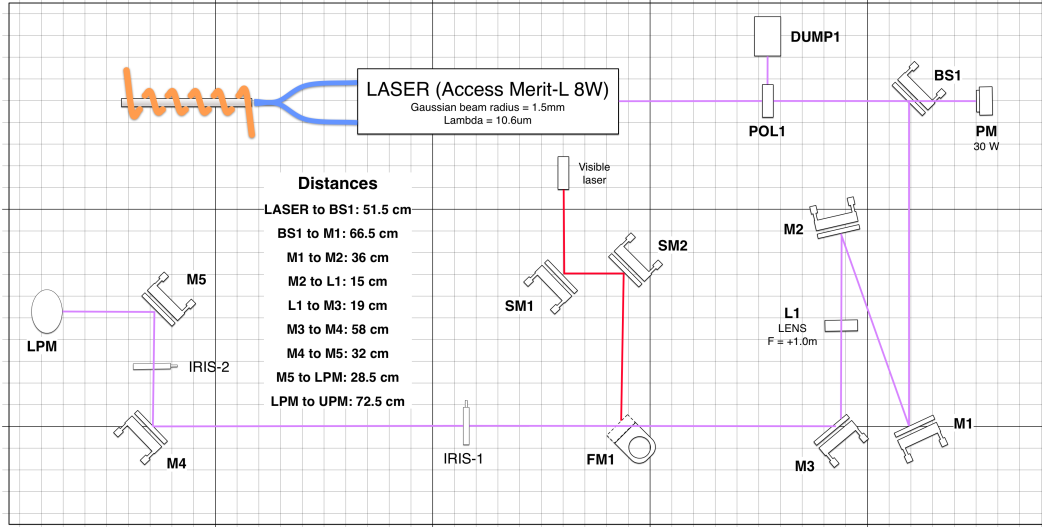 DUMP1
LASER (Access Merit-L 8W)
Gaussian beam radius = 1.5mm
Lambda = 10.6um
BS1
POL1
PM
30 W
Visible
laser
Distances
LASER to BS1: 51.5 cm
BS1 to M1: 66.5 cm
M1 to M2: 36 cm
M2 to L1: 15 cm
L1 to M3: 19 cm
M3 to M4: 58 cm
M4 to M5: 32 cm
M5 to LPM: 28.5 cm
LPM to UPM: 72.5 cm
M2
SM2
SM1
M5
L1
LENS
F = +1.0m
LPM
IRIS-2
M1
IRIS-1
FM1
M4
M3